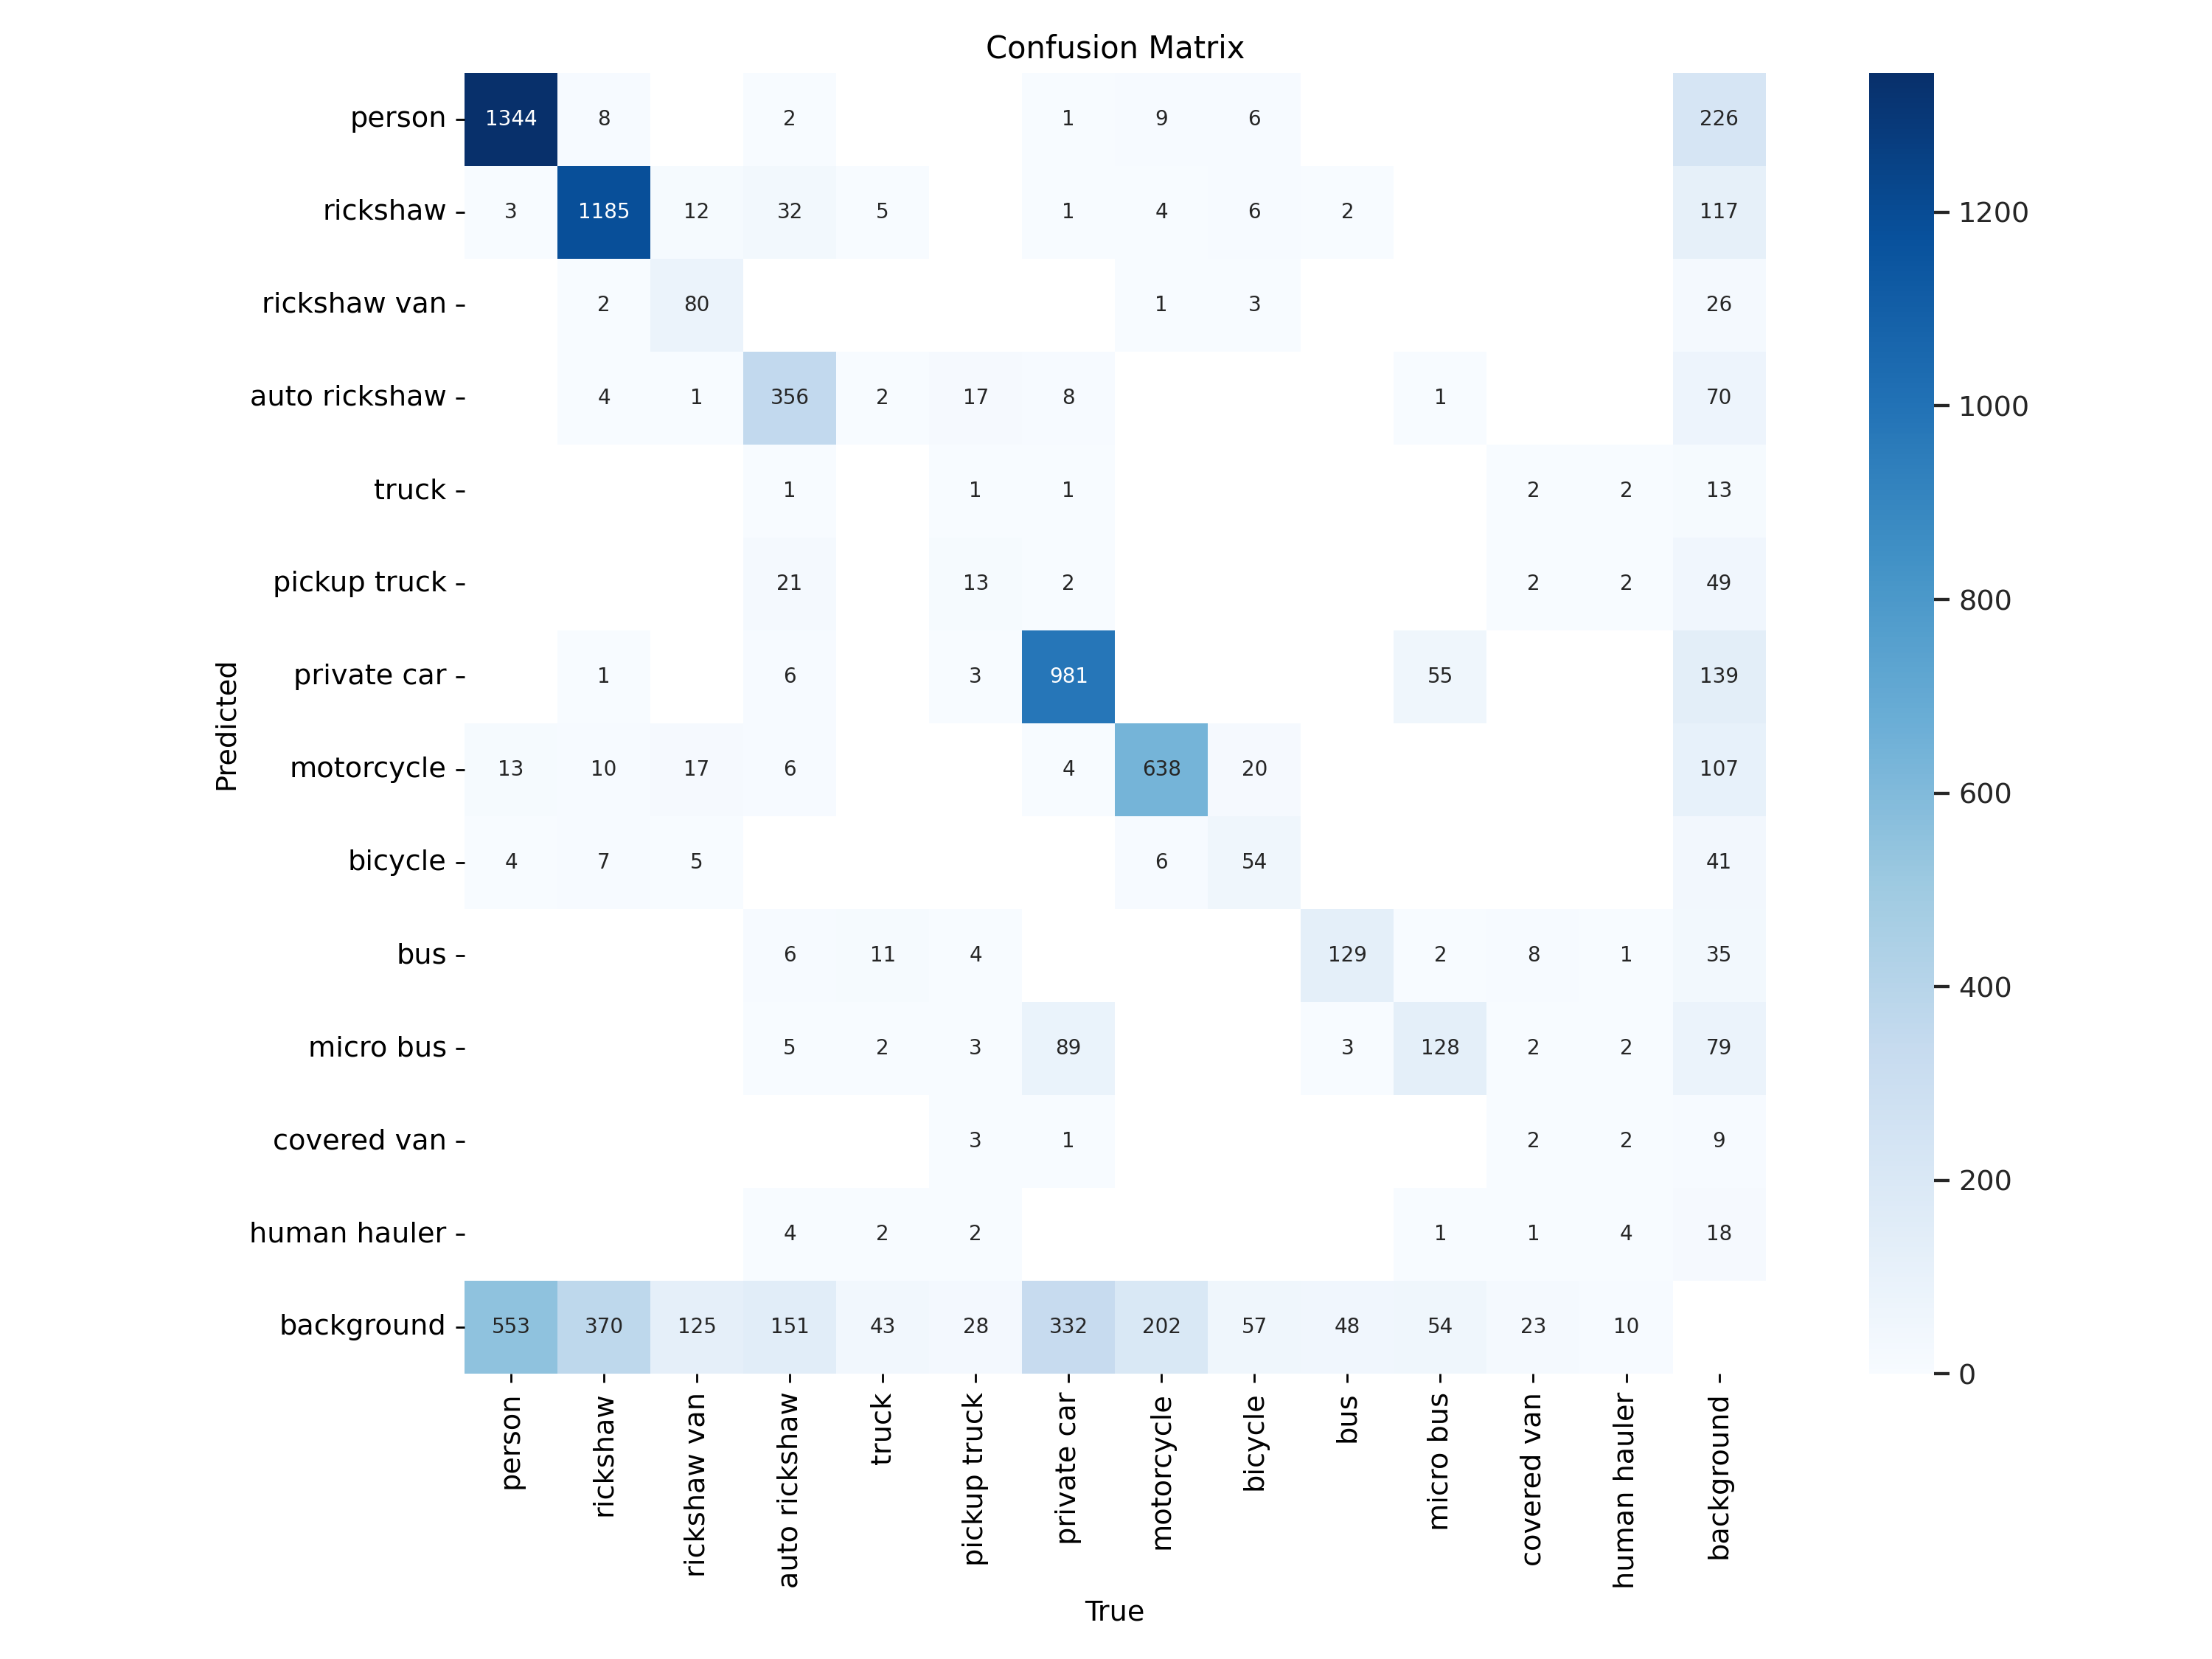 Confusion Matrix
person 1344 8 2 1 9 6 226
rickshaw 3 1185 12 32 5 1 4 6 2 117
1200
rickshaw van 2 80 1 3 26
auto rickshaw 4 1 356 2 17 8 1 70
1000
truck 1 1 1 2 2 13
pickup truck 21 13 2 2 2 49
800
private car 1 6 3 981 55 139
Predicted
motorcycle 13 10 17 6 4 638 20 107
600
bicycle 4 7 5 6 54 41
bus 6 11 4 129 2 8 1 35
400
micro bus 5 2 3 89 3 128 2 2 79
covered van 3 1 2 2 9
200
human hauler 4 2 2 1 1 4 18
background 553 370 125 151 43 28 332 202 57 48 54 23 10
0
person
rickshaw
rickshaw van
auto rickshaw
truck
pickup truck
private car
motorcycle
bicycle
bus
micro bus
covered van
human hauler
background
True